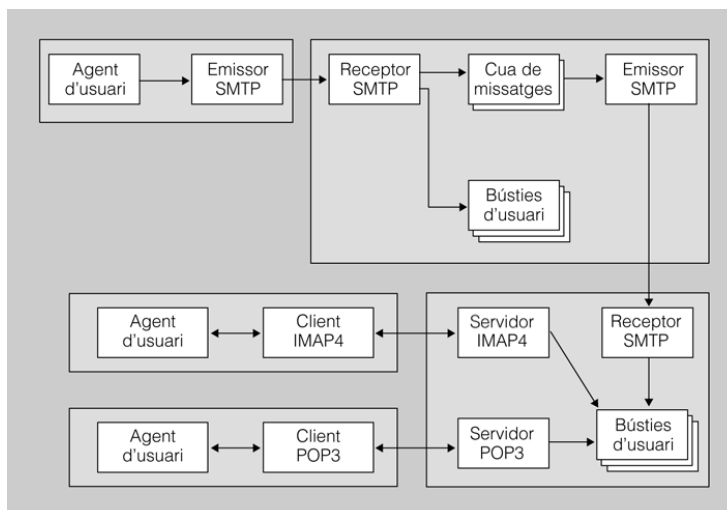 Agent
d'usuari
Emissor
SMTP
Receptor
SMTP
Cua de
missatges
Emissor
SMTP
Bústies
d'usuari
Agent
d'usuari
Client
IMAP4
Servidor
IMAP4
Receptor
SMTP
Agent
d'usuari
Client
POP3
Servidor
POP3
Bústies
d'usuari